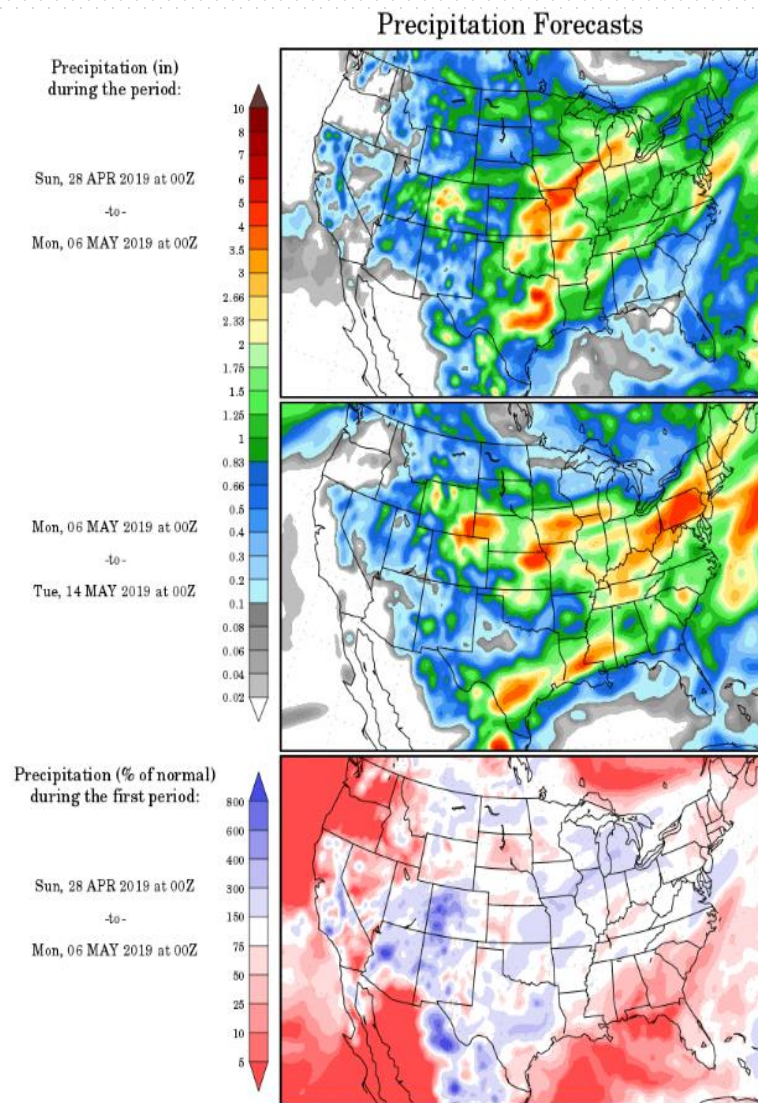 Precipitation Forecasts
Precipitation (in)
during the period:
Sun, 28 APR 2019 at 00Z
-to-
Mon, 06 MAY 2019 at 00Z
10
8
7
6
5
4
3.5
3
2.66
2.33
2
1.75
1.5
1.25
1
0.83
0.66
0.5
0.4
0.3
0.2
0.1
0.08
0.06
0.04
0.02
Mon, 06 MAY 2019 at 00Z
-to-
Tue, 14 MAY 2019 at 00Z
Precipitation (% of normal)
during the first period:
Sun, 28 APR 2019 at 00Z
-to-
Mon, 06 MAY 2019 at 00Z
800
600
400
300
150
75
50
25
10
5